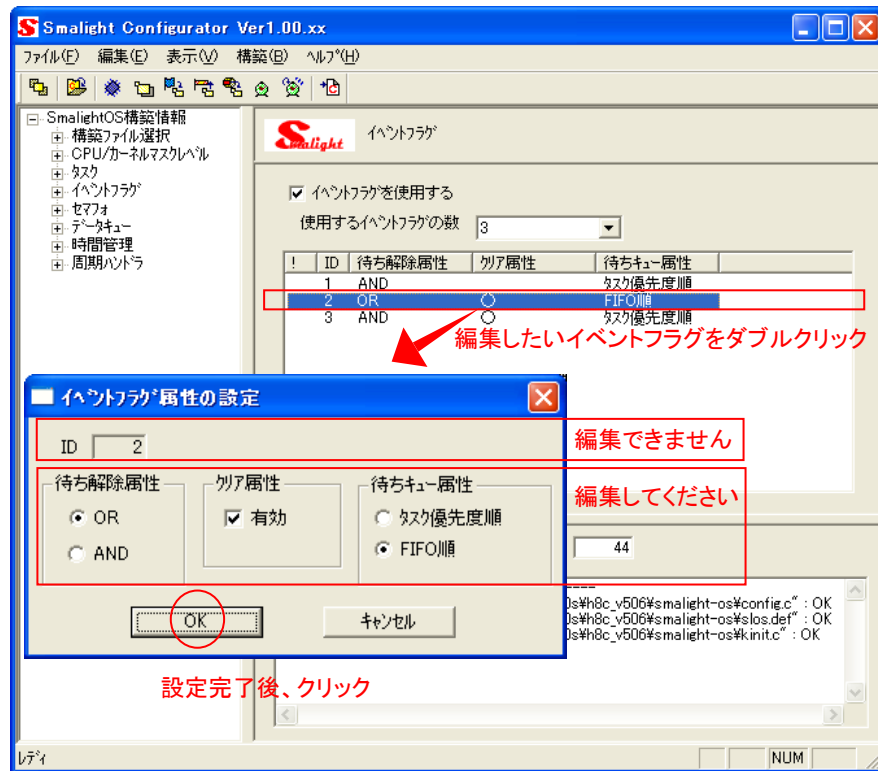 Smalight Configurator Ver1.00.xx
ﾌｧｲﾙ(F) 編集(E) 表示(V) 構築(B) ﾍﾙﾌﾟ(H)
SmalightOS構築情報
構築ﾌｧｲﾙ選択
CPU/ｶｰﾈﾙﾏｽｸﾚﾍﾞﾙ
ﾀｽｸ
ｲﾍﾞﾝﾄﾌﾗｸﾞ
ｾﾏﾌｫ
ﾃﾞｰﾀｷｭｰ
時間管理
周期ﾊﾝﾄﾞﾗ
Smalight ｲﾍﾞﾝﾄﾌﾗｸﾞ
ｲﾍﾞﾝﾄﾌﾗｸﾞを使用する
使用するｲﾍﾞﾝﾄﾌﾗｸﾞの数 3
! ID 待ち解除属性 ｸﾘｱ属性 待ちｷｭｰ属性
1 AND ﾀｽｸ優先度順
2 OR ○ FIFO順
3 AND ○ ﾀｽｸ優先度順
編集したいイベントフラグをダブルクリック
ｲﾍﾞﾝﾄﾌﾗｸﾞ属性の設定
ID 2
編集できません
待ち解除属性 ｸﾘｱ属性 待ちｷｭｰ属性
編集してください
OR 有効 ﾀｽｸ優先度順
AND FIFO順
OK ｷｬﾝｾﾙ
設定完了後、クリック
44
0s¥h8c_v506¥smalight-os¥config.c" : OK
0s¥h8c_v506¥smalight-os¥slos.def" : OK
0s¥h8c_v506¥smalight-os¥kinit.c" : OK
ﾚﾃﾞｨ NUM